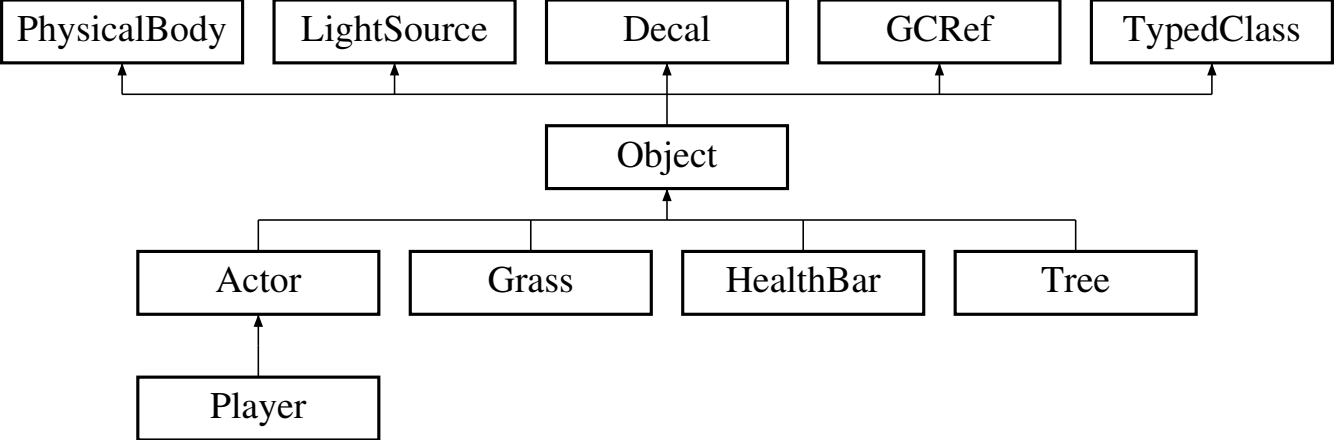 PhysicalBody
LightSource
Decal
GCRef
TypedClass
Object
Actor
Grass
HealthBar
Tree
Player